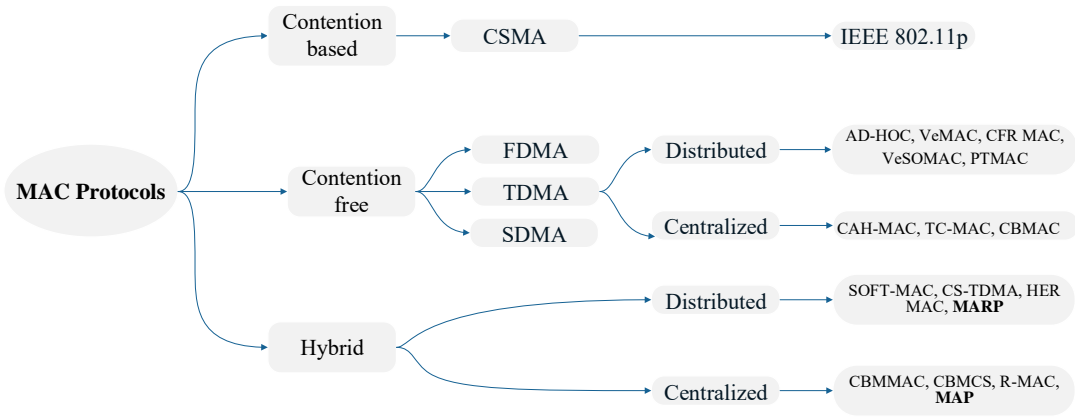 MAC Protocols
Contention
based
CSMA
IEEE 802.11p
Contention
free
FDMA
TDMA
SDMA
Distributed
AD-HOC, VeMAC, CFR MAC,
VeSOMAC, PTMAC
Centralized
CAH-MAC, TC-MAC, CBMAC
Hybrid
Distributed
SOFT-MAC, CS-TDMA, HER
MAC, MARP
Centralized
CBMMAC, CBMCS, R-MAC,
MAP